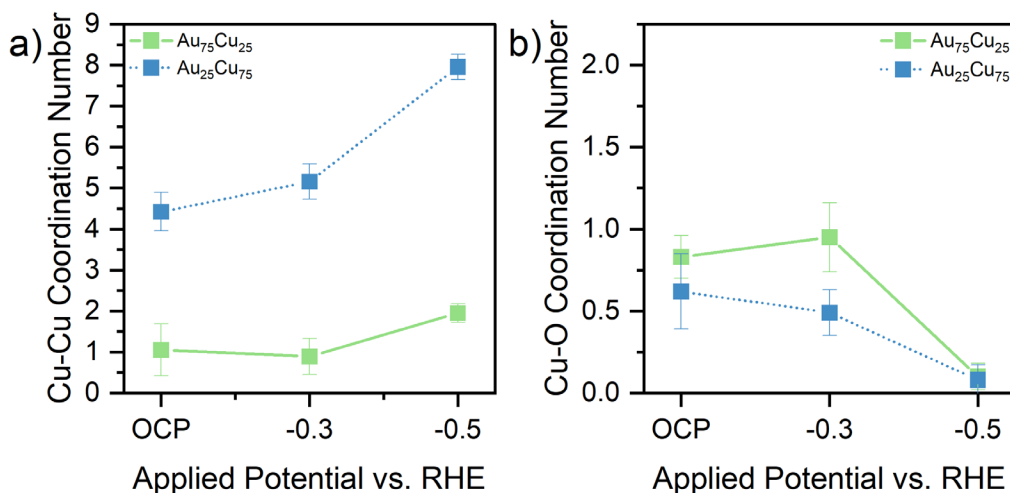 a)
Cu-Cu Coordination Number
9
8
7
6
5
4
3
2
1
0
Au₇₅Cu₂₅
Au₂₅Cu₇₅
OCP -0.3 -0.5
Applied Potential vs. RHE
b)
Cu-O Coordination Number
2.0
1.5
1.0
0.5
0.0
Au₇₅Cu₂₅
Au₂₅Cu₇₅
OCP -0.3 -0.5
Applied Potential vs. RHE